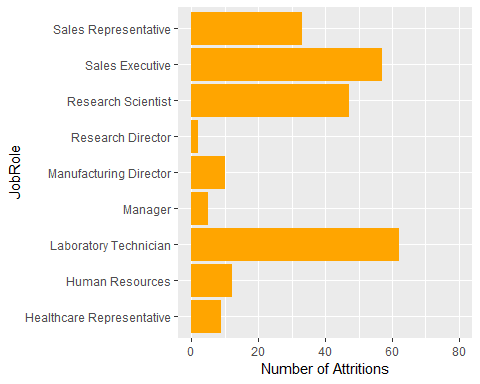 Sales Representative
Sales Executive
Research Scientist
Research Director
Manufacturing Director
Manager
Laboratory Technician
Human Resources
Healthcare Representative
JobRole
0 20 40 60 80
Number of Attritions